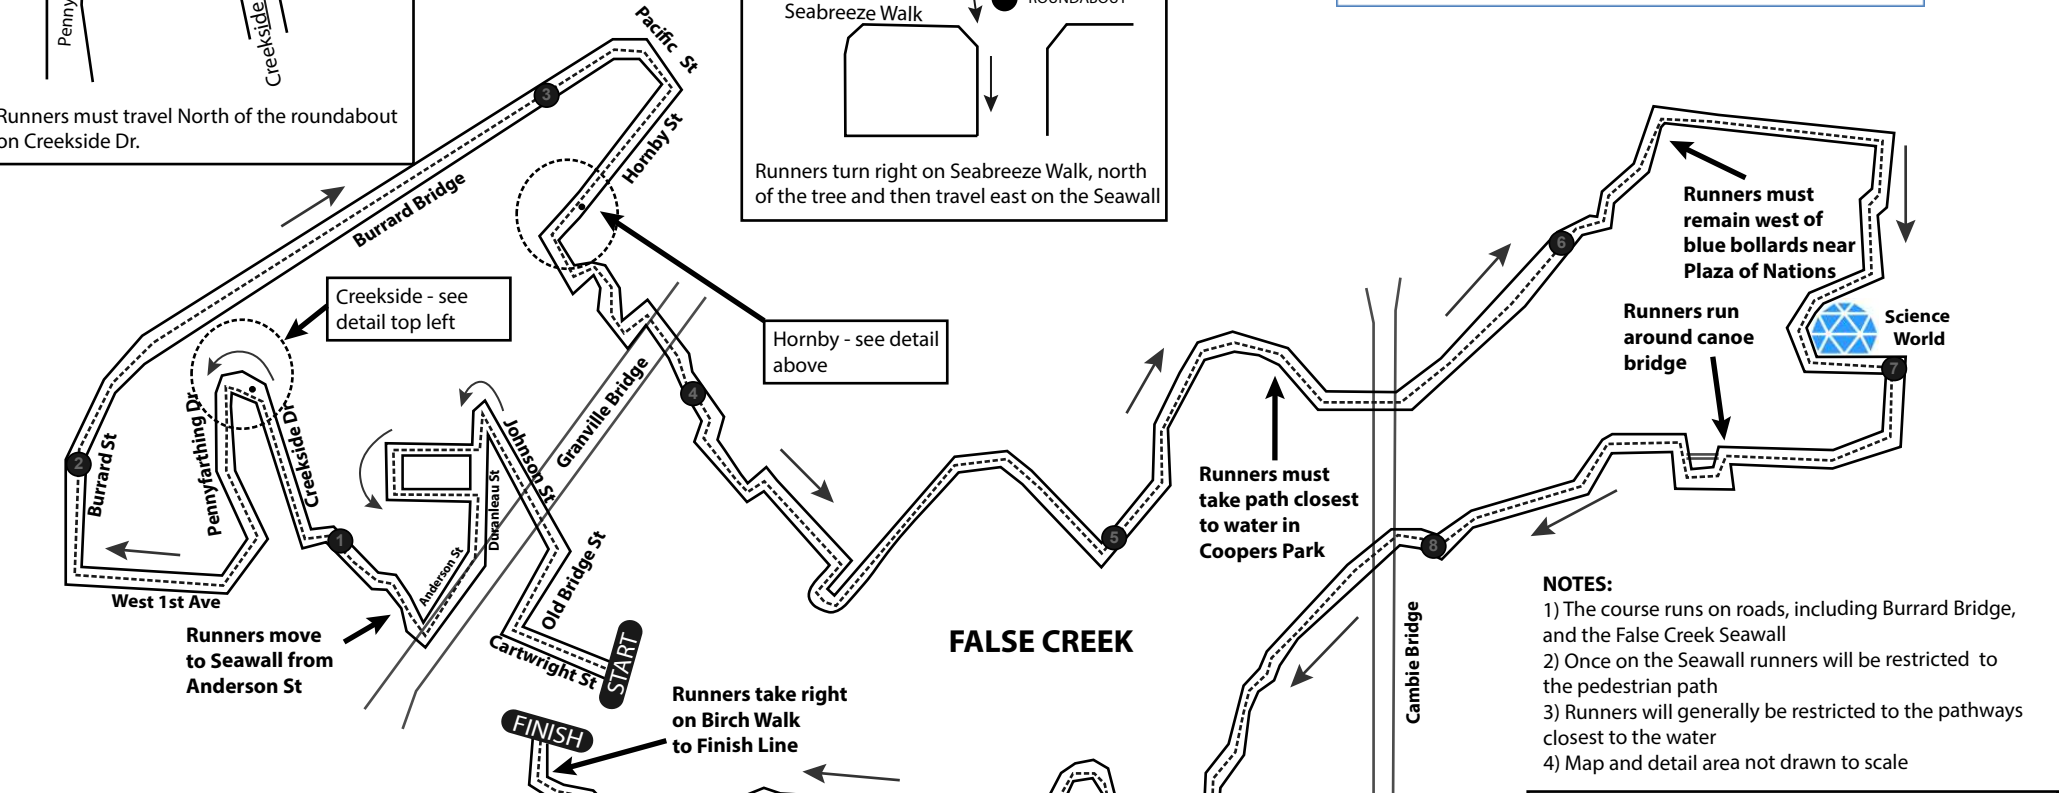 Penny
Creekside
Runners must travel North of the roundabout
on Creekside Dr.
Seabreeze Walk
ROUNDABOUT
Runners turn right on Seabreeze Walk, north
of the tree and then travel east on the Seawall
Pacific St
3
Hornby St
Burrard Bridge
Creekside - see
detail top left
Hornby - see detail
above
Runners must
remain west of
blue bollards near
Plaza of Nations
6
Runners run
around canoe
bridge
Science
World
7
2
Burrard St
Pennyfarthing Dr
Creekside Dr
1
Johnson St
Duranleau St
Anderson St
Granville Bridge
4
Old Bridge St
Cartwright St
START
West 1st Ave
Runners move
to Seawall from
Anderson St
FINISH
Runners take right
on Birch Walk
to Finish Line
5
FALSE CREEK
Runners must
take path closest
to water in
Coopers Park
8
Cambie Bridge
NOTES:
1) The course runs on roads, including Burrard Bridge,
and the False Creek Seawall
2) Once on the Seawall runners will be restricted to
the pedestrian path
3) Runners will generally be restricted to the pathways
closest to the water
4) Map and detail area not drawn to scale